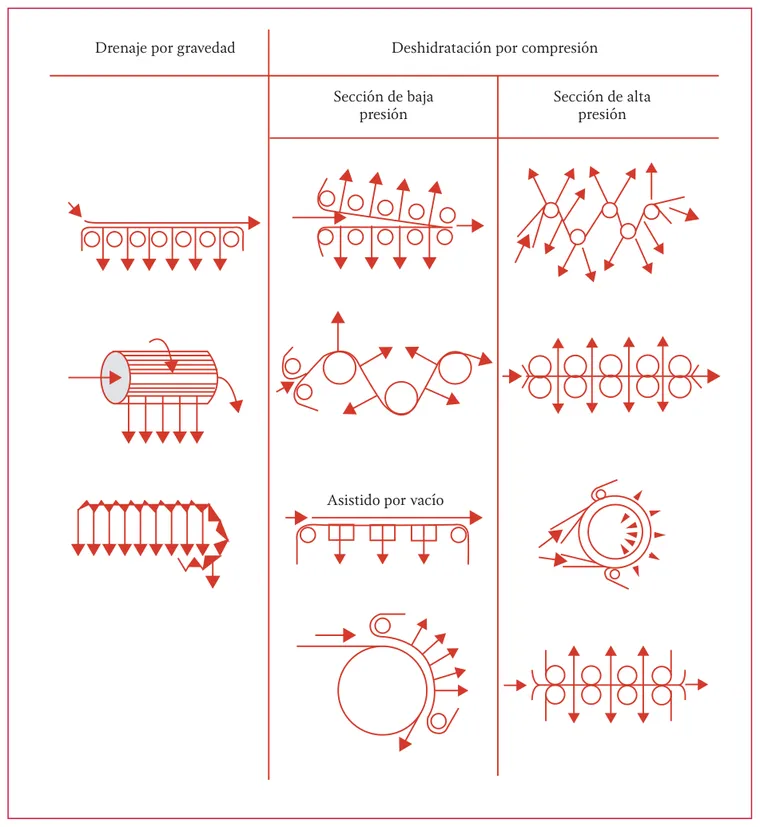 Drenaje por gravedad
Deshidratación por compresión
Sección de baja
presión
Sección de alta
presión
Asistido por vacío